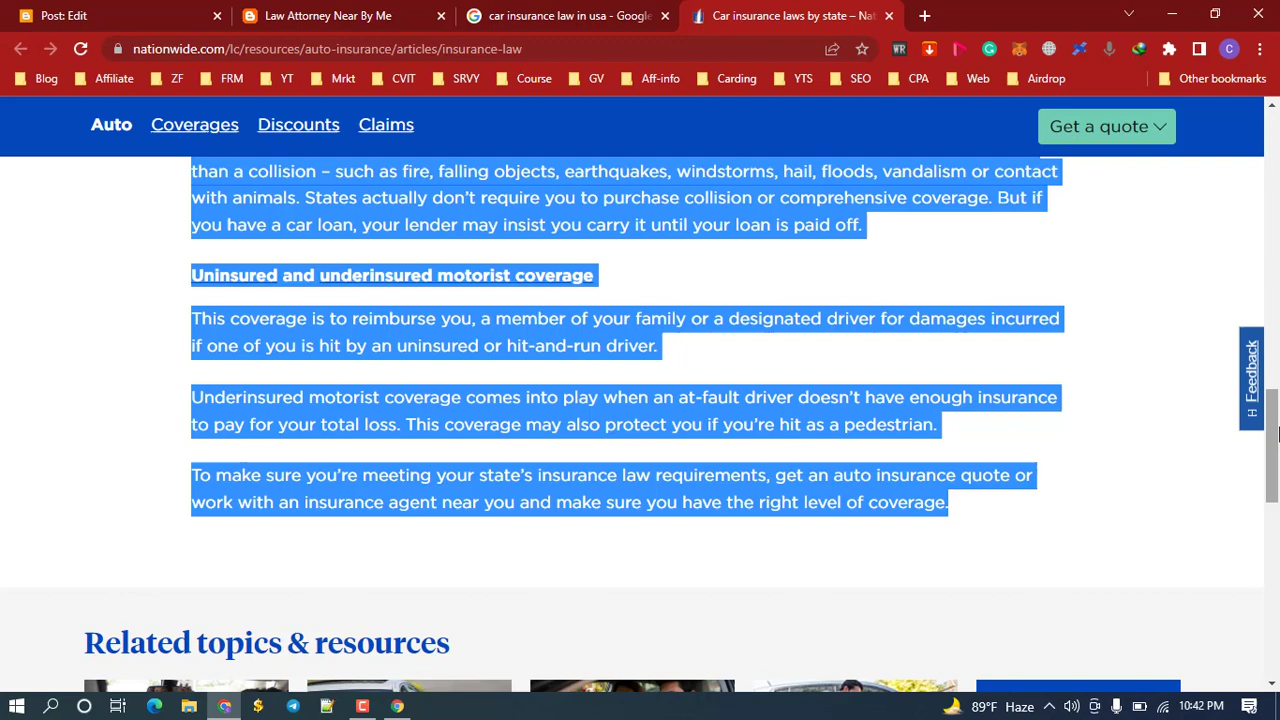 Post: Edit
Law Attorney Near By Me
car insurance law in usa - Google
Car insurance laws by state – Nat
nationwide.com/lc/resources/auto-insurance/articles/insurance-law
Blog
Affiliate
ZF
FRM
YT
Mrkt
CVIT
SRVY
Course
GV
Aff-info
Carding
YTS
SEO
CPA
Web
Airdrop
Other bookmarks
Auto
Coverages
Discounts
Claims
Get a quote
than a collision – such as fire, falling objects, earthquakes, windstorms, hail, floods, vandalism or contact
with animals. States actually don’t require you to purchase collision or comprehensive coverage. But if
you have a car loan, your lender may insist you carry it until your loan is paid off.
Uninsured and underinsured motorist coverage
This coverage is to reimburse you, a member of your family or a designated driver for damages incurred
if one of you is hit by an uninsured or hit-and-run driver.
Underinsured motorist coverage comes into play when an at-fault driver doesn’t have enough insurance
to pay for your total loss. This coverage may also protect you if you’re hit as a pedestrian.
To make sure you’re meeting your state’s insurance law requirements, get an auto insurance quote or
work with an insurance agent near you and make sure you have the right level of coverage.
Feedback
Related topics & resources
89°F Haze
10:42 PM